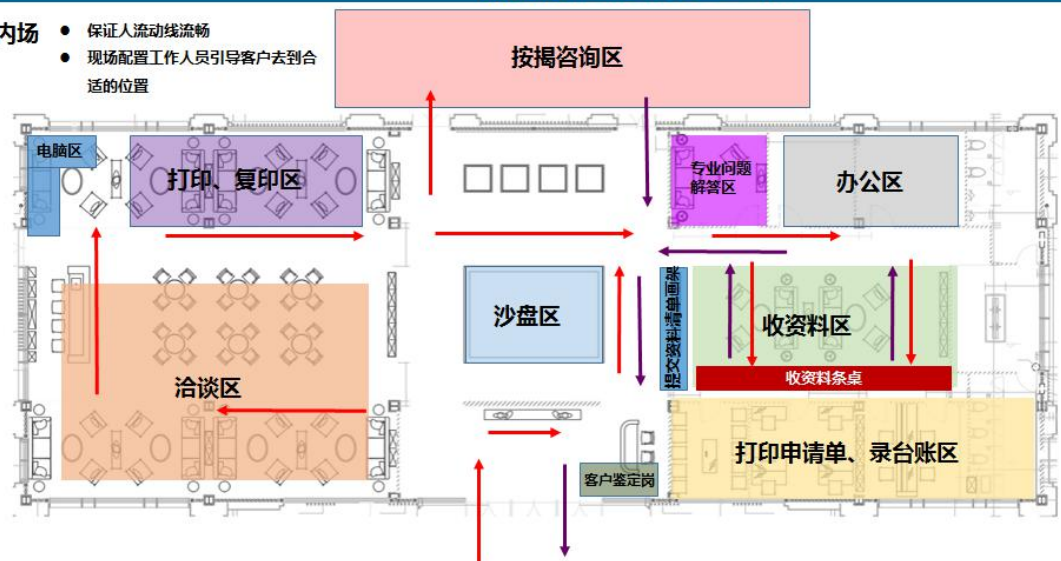 内场
● 保证人流动线流畅
● 现场配置工作人员引导客户去到合
适的位置
按揭咨询区
电脑区
打印、复印区
专业问题
解答区
办公区
沙盘区
提交资料清单画架
收资料区
收资料条桌
洽谈区
打印申请单、录台账区
客户鉴定岗